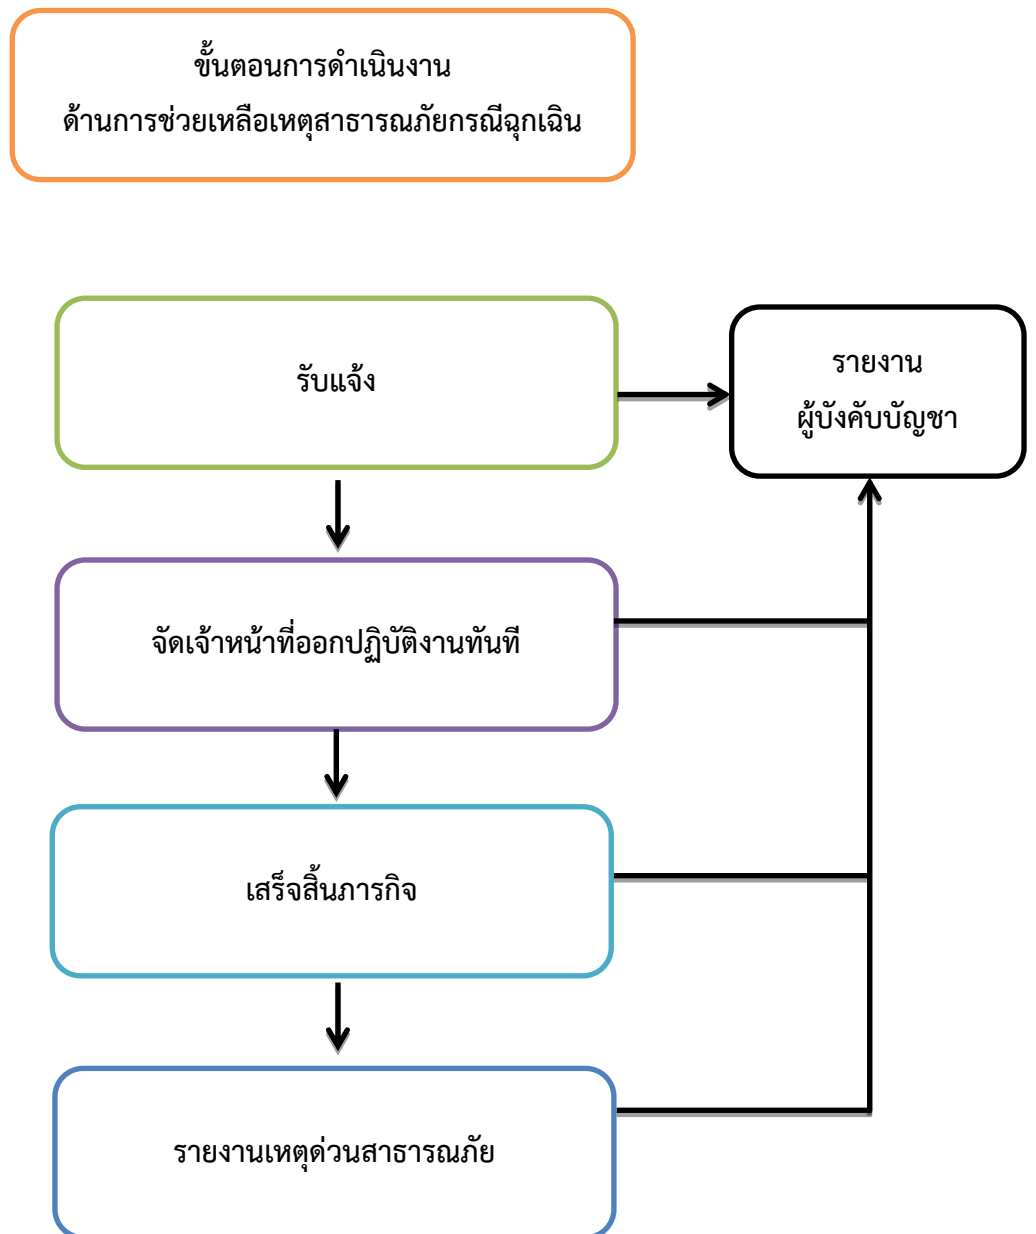 ขั้นตอนการดำเนินงาน
ด้านการช่วยเหลือเหตุสาธารณภัยกรณีฉุกเฉิน
รับแจ้ง
รายงาน
ผู้บังคับบัญชา
จัดเจ้าหน้าที่ออกปฏิบัติงานทันที
เสร็จสิ้นภารกิจ
รายงานเหตุด่วนสาธารณภัย